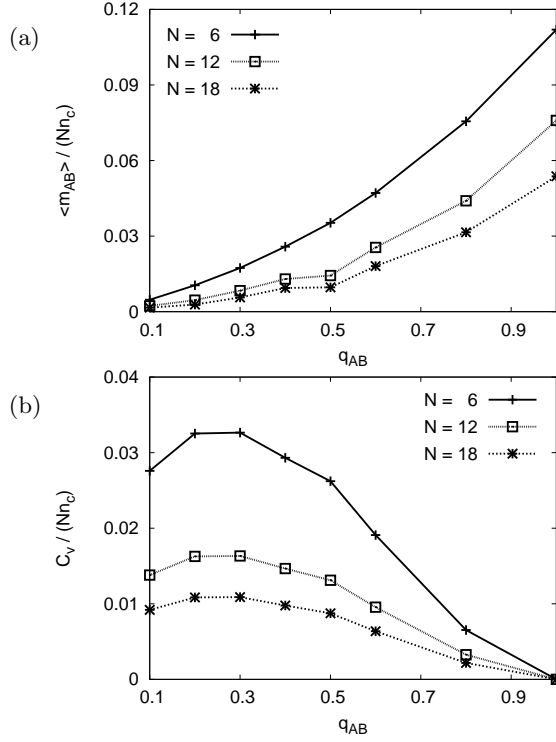 (a)
<m_AB> / (Nn_c)
0.12
0.09
0.06
0.03
0
N = 6
N = 12
N = 18
0.1 0.3 0.5 0.7 0.9
q_AB
(b)
C_v / (Nn_c)
0.04
0.03
0.02
0.01
0
N = 6
N = 12
N = 18
0.1 0.3 0.5 0.7 0.9
q_AB